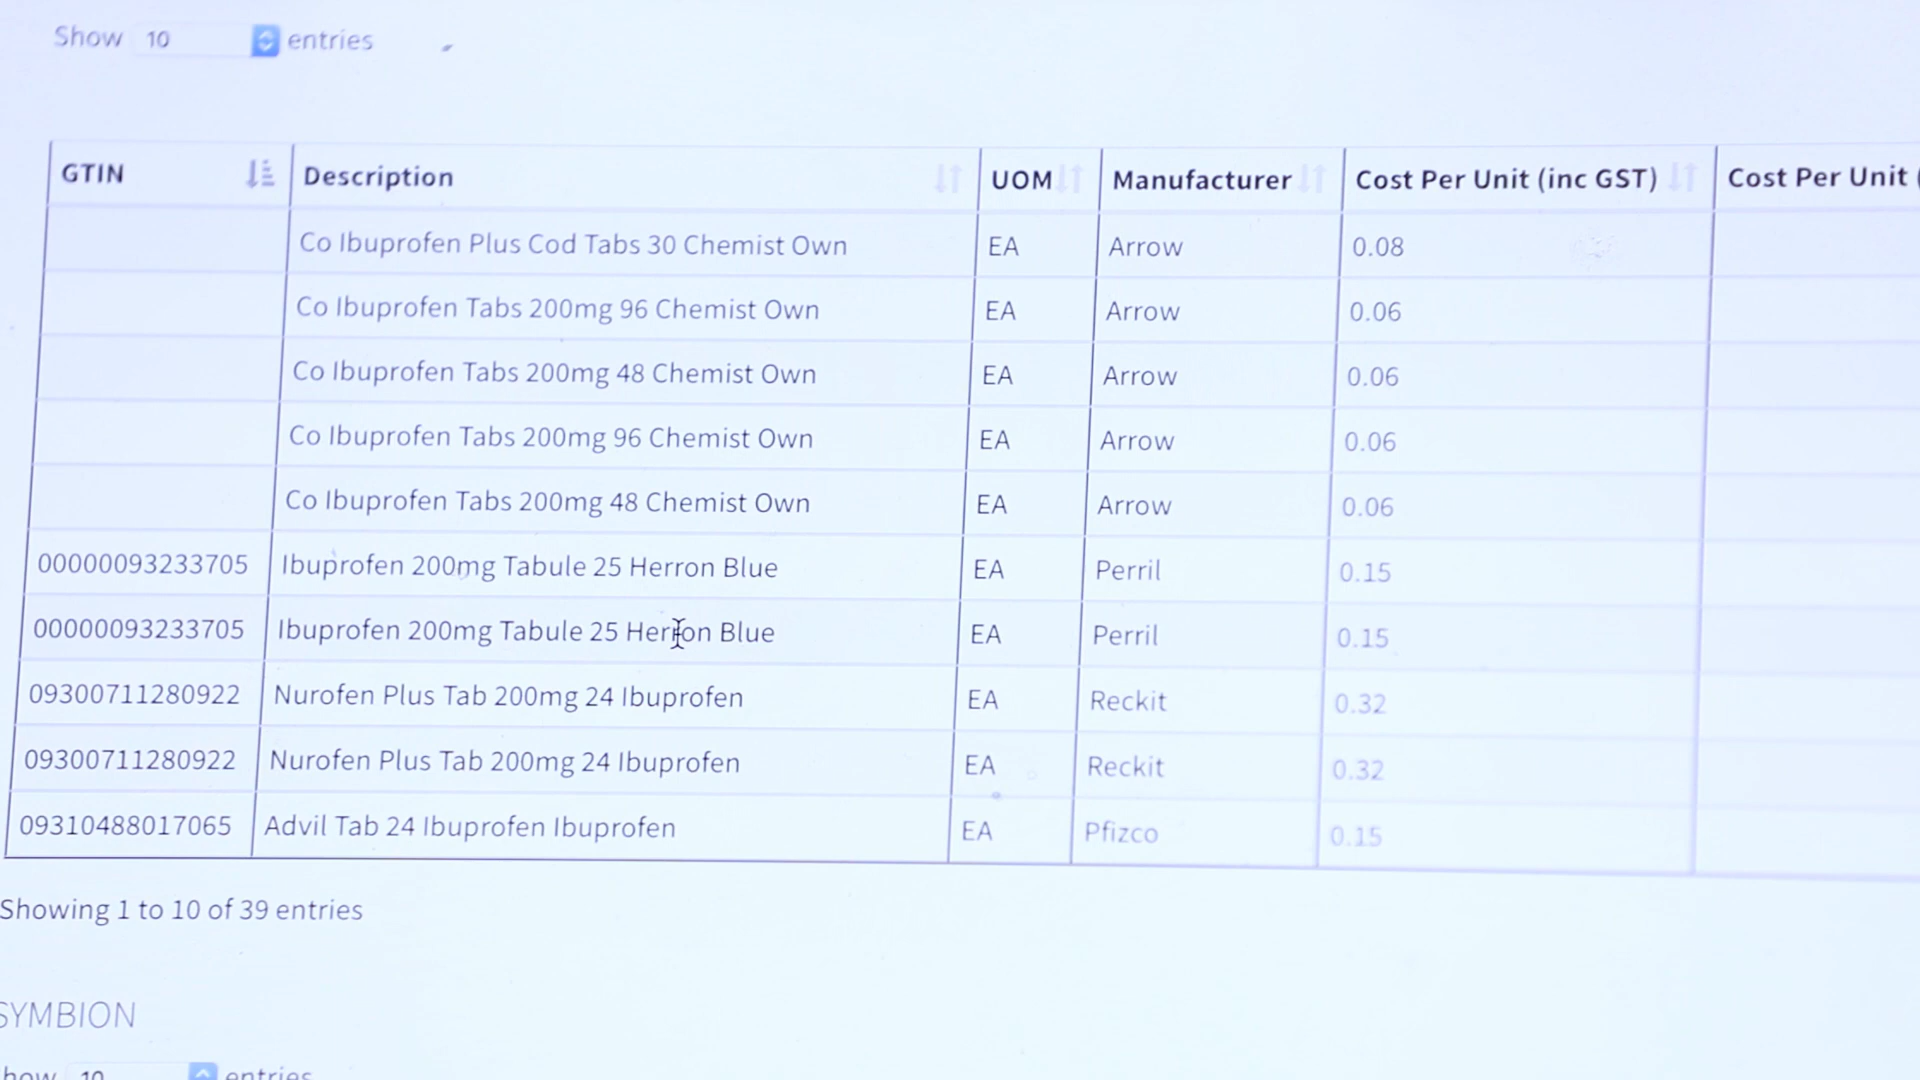 Show 10 entries
GTIN Description UOM Manufacturer Cost Per Unit (inc GST) Cost Per Unit (
Co Ibuprofen Plus Cod Tabs 30 Chemist Own EA Arrow 0.08
Co Ibuprofen Tabs 200mg 96 Chemist Own EA Arrow 0.06
Co Ibuprofen Tabs 200mg 48 Chemist Own EA Arrow 0.06
Co Ibuprofen Tabs 200mg 96 Chemist Own EA Arrow 0.06
Co Ibuprofen Tabs 200mg 48 Chemist Own EA Arrow 0.06
00000093233705 Ibuprofen 200mg Tabule 25 Herron Blue EA Perril 0.15
00000093233705 Ibuprofen 200mg Tabule 25 Herron Blue EA Perril 0.15
09300711280922 Nurofen Plus Tab 200mg 24 Ibuprofen EA Reckit 0.32
09300711280922 Nurofen Plus Tab 200mg 24 Ibuprofen EA Reckit 0.32
09310488017065 Advil Tab 24 Ibuprofen Ibuprofen EA Pfizco 0.15
Showing 1 to 10 of 39 entries
SYMBION
how 10 entries